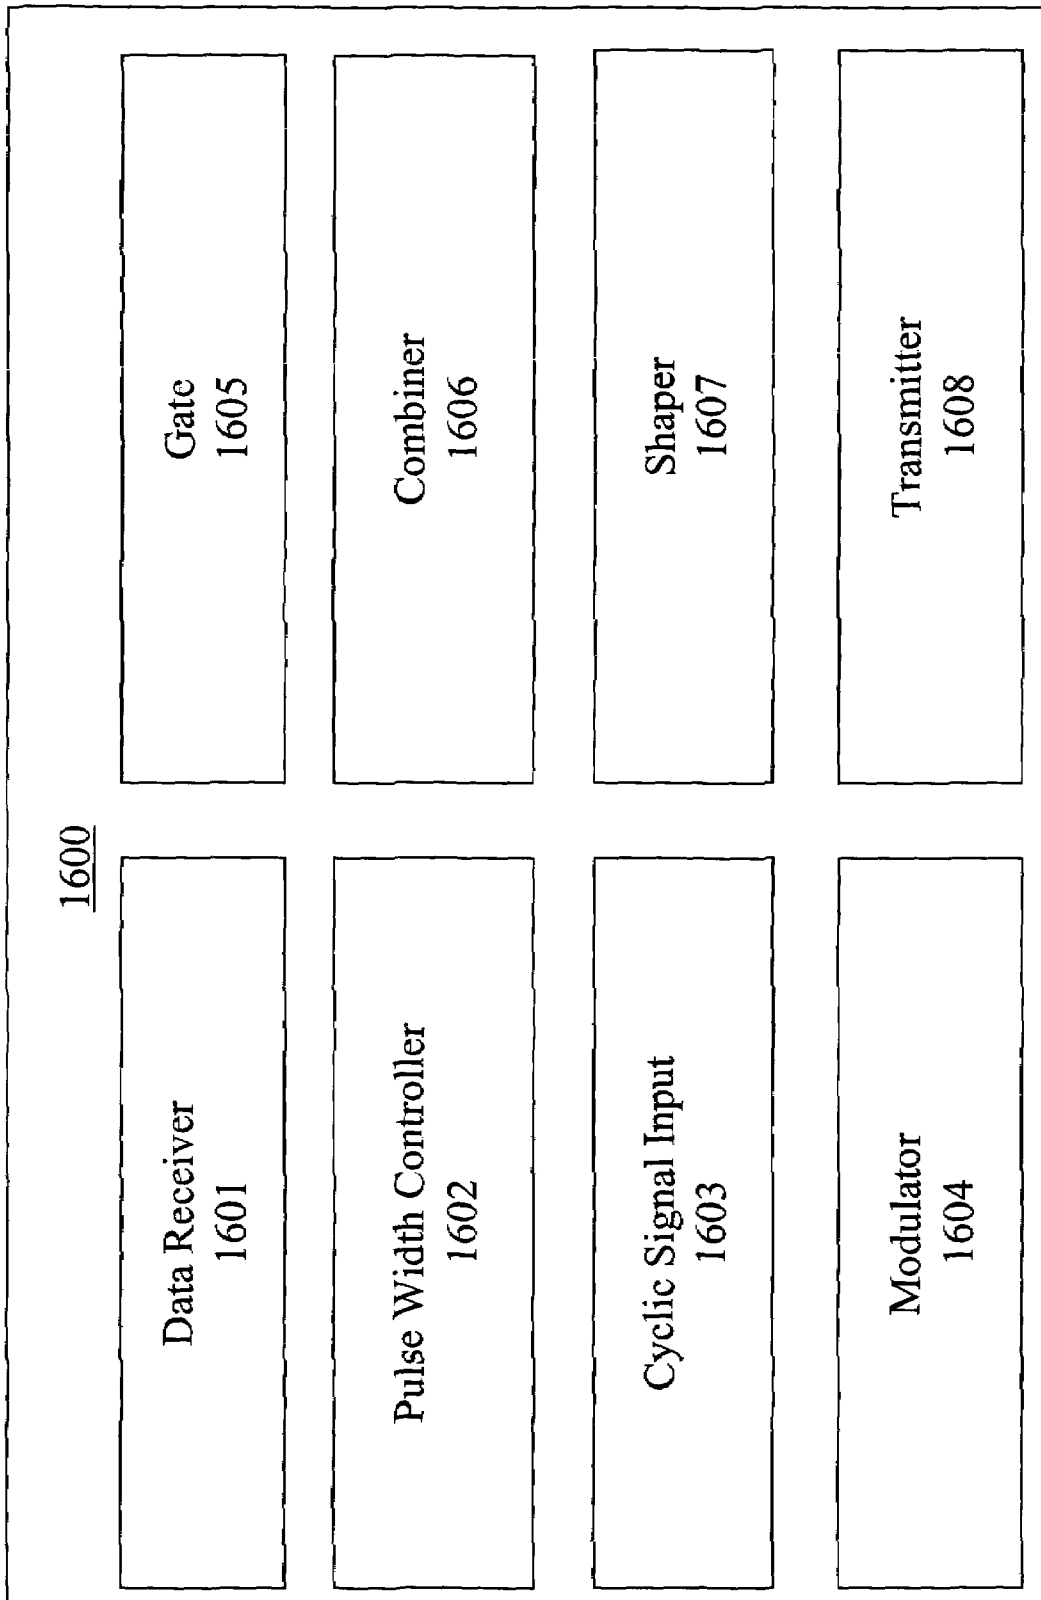 1600
Data Receiver
1601
Pulse Width Controller
1602
Cyclic Signal Input
1603
Modulator
1604
Gate
1605
Combiner
1606
Shaper
1607
Transmitter
1608